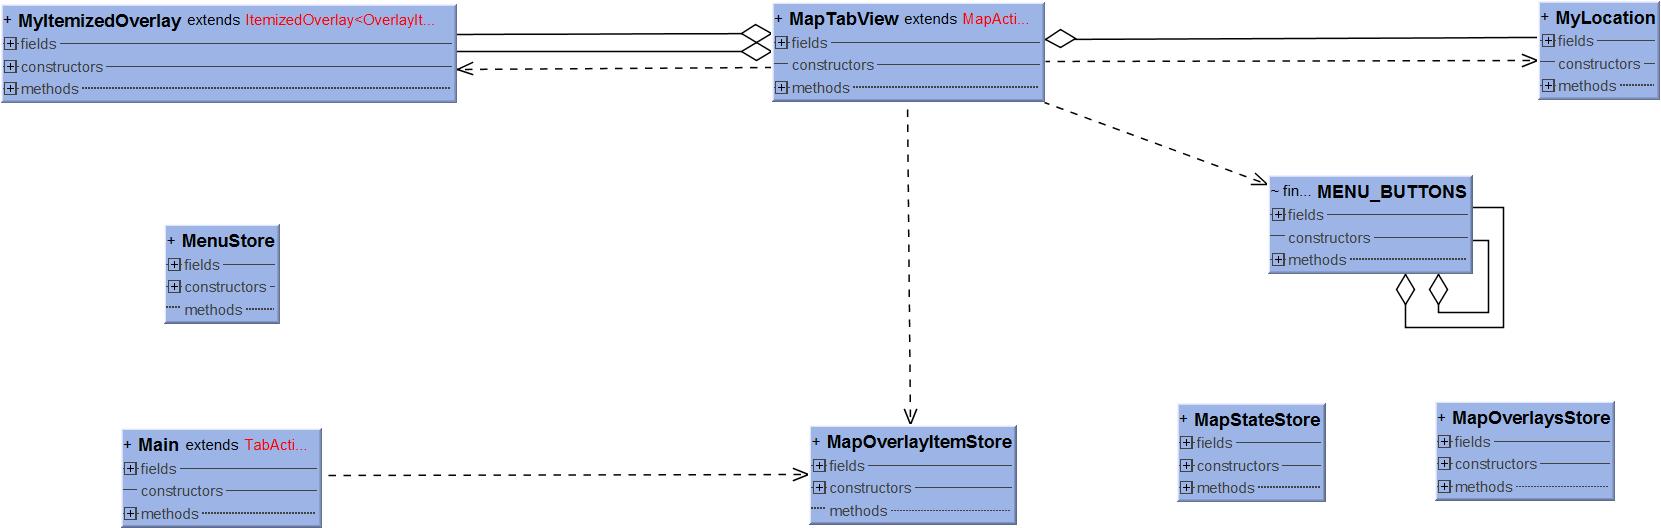 + MyItemizedOverlay extends ItemizedOverlay<OverlayIt...
fields
constructors
methods
+ MapTabView extends MapActi...
fields
constructors
methods
+ MyLocation
fields
constructors
methods
~ fin... MENU_BUTTONS
fields
constructors
methods
+ MenuStore
fields
constructors
methods
+ Main extends TabActi...
fields
constructors
methods
+ MapOverlayItemStore
fields
constructors
methods
+ MapStateStore
fields
constructors
methods
+ MapOverlaysStore
fields
constructors
methods